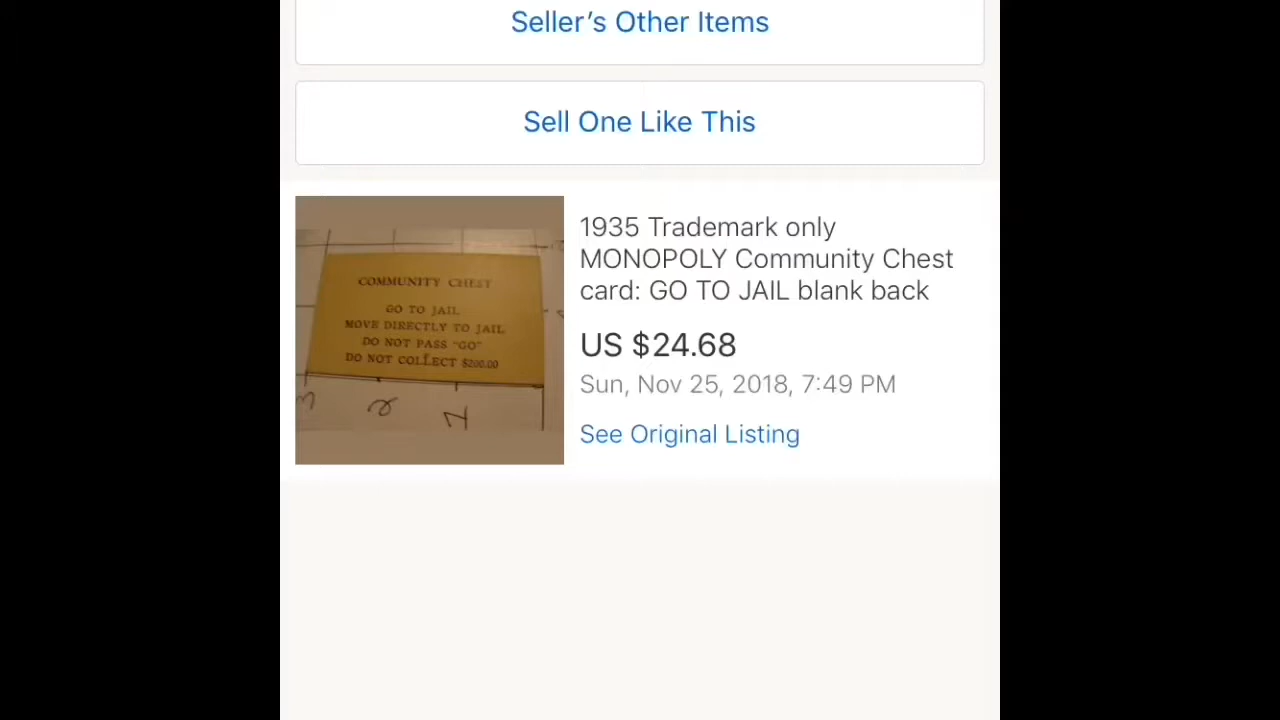 Seller's Other Items
Sell One Like This
COMMUNITY CHEST
GO TO JAIL
MOVE DIRECTLY TO JAIL
DO NOT PASS "GO"
DO NOT COLLECT $200.00
1935 Trademark only
MONOPOLY Community Chest
card: GO TO JAIL blank back
US $24.68
Sun, Nov 25, 2018, 7:49 PM
See Original Listing